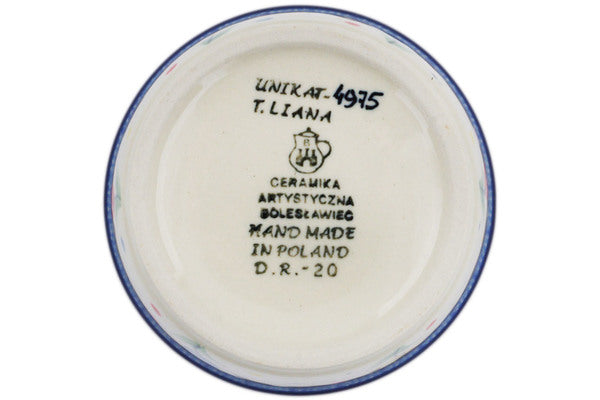 UNIKAT-4975
T. LIANA
B
CERAMIKA
ARTYSTYCZNA
BOLESŁAWIEC
HAND MADE
IN POLAND
D.R.-20